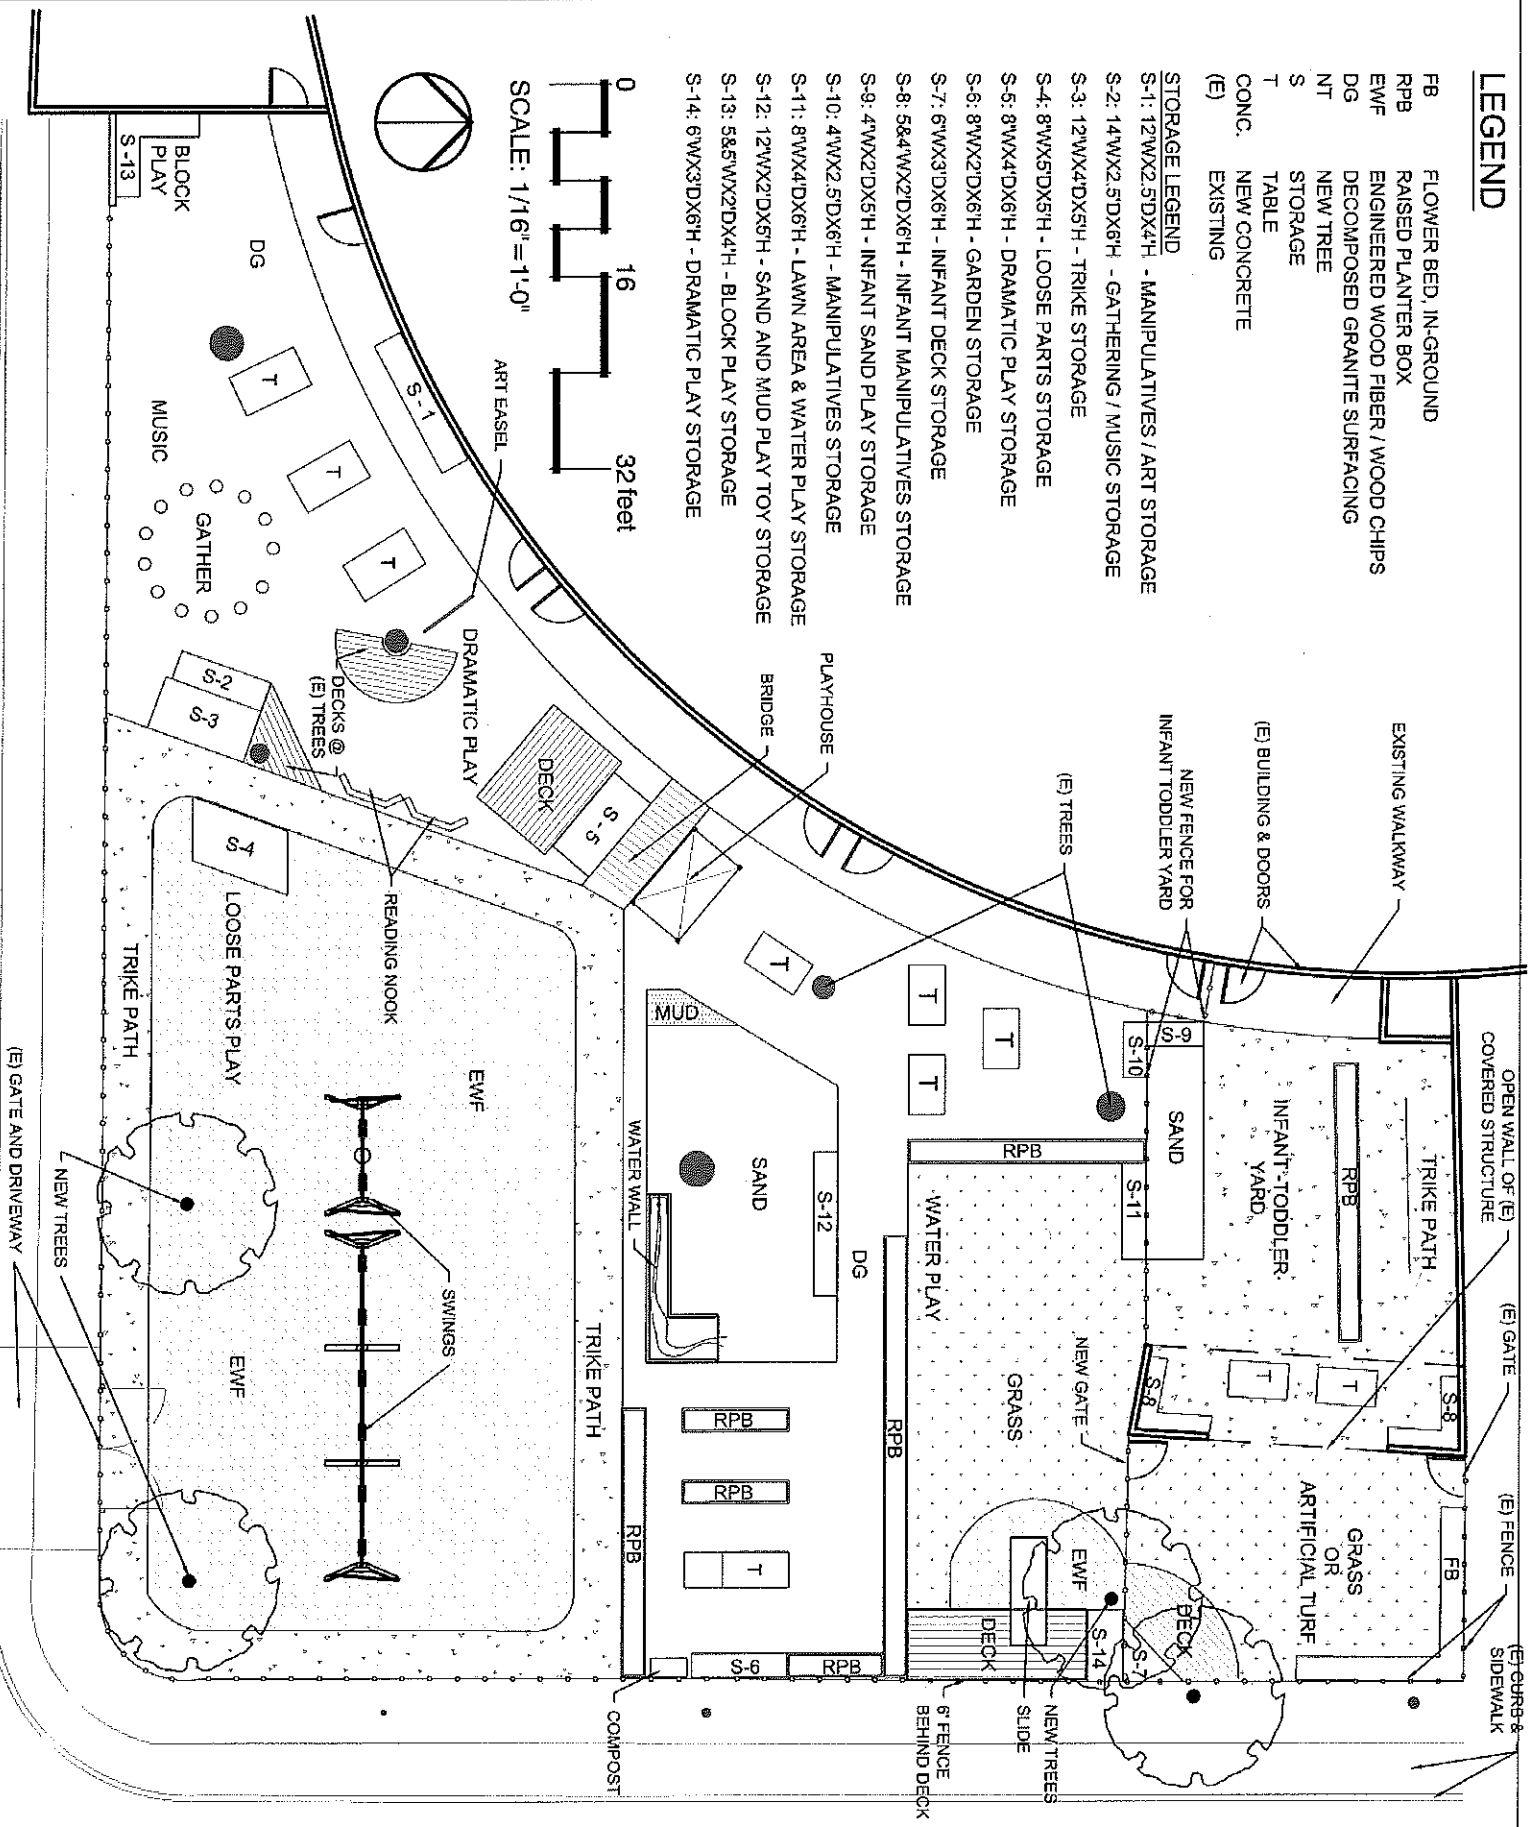 LEGEND
FB FLOWER BED, IN-GROUND
RPB RAISED PLANTER BOX
EWF ENGINEERED WOOD FIBER / WOOD CHIPS
DG DECOMPOSED GRANITE SURFACING
NT NEW TREE
S STORAGE
T TABLE
CONC. NEW CONCRETE
(E) EXISTING
STORAGE LEGEND
S-1: 12'WX2.5'DX4'H - MANIPULATIVES / ART STORAGE
S-2: 14'WX2.5'DX6'H - GATHERING / MUSIC STORAGE
S-3: 12'WX4'DX5'H - TRIKE STORAGE
S-4: 8'WX5'DX5'H - LOOSE PARTS STORAGE
S-5: 8'WX4'DX6'H - DRAMATIC PLAY STORAGE
S-6: 8'WX2'DX6'H - GARDEN STORAGE
S-7: 6'WX3'DX6'H - INFANT DECK STORAGE
S-8: 5&4'WX2'DX6'H - INFANT MANIPULATIVES STORAGE
S-9: 4'WX2'DX5'H - INFANT SAND PLAY STORAGE
S-10: 4'WX2.5'DX6'H - MANIPULATIVES STORAGE
S-11: 8'WX4'DX6'H - LAWN AREA & WATER PLAY STORAGE
S-12: 12'WX2'DX5'H - SAND AND MUD PLAY TOY STORAGE
S-13: 5&5'WX2'DX4'H - BLOCK PLAY STORAGE
S-14: 6'WX3'DX6'H - DRAMATIC PLAY STORAGE
0 16 32 feet
SCALE: 1/16"=1'-0"
EXISTING WALKWAY
(E) BUILDING & DOORS
NEW FENCE FOR
INFANT TODDLER YARD
(E) TREES
PLAYHOUSE
BRIDGE
ART EASEL
OPEN WALL OF (E)
COVERED STRUCTURE
(E) GATE
(E) FENCE
(E) CURB &
SIDEWALK
TRIKE PATH
RPB
INFANT-TODDLER
YARD
SAND
S-9
S-10
S-11
S-8
T
T
S-8
FB
GRASS
OR
ARTIFICIAL TURF
DECK
S-7
S-14
NEW GATE
RPB
WATER PLAY
GRASS
EWF
DECK
NEW TREES
SLIDE
6' FENCE
BEHIND DECK
T
T
T
T
RPB
DG
S-12
SAND
MUD
WATER WALL
RPB
RPB
T
RPB
S-6
RPB
COMPOST
TRIKE PATH
EWF
SWINGS
EWF
LOOSE PARTS PLAY
S-4
READING NOOK
TRIKE PATH
NEW TREES
(E) GATE AND DRIVEWAY
S-5
DECK
DRAMATIC PLAY
DECKS @
(E) TREES
S-2
S-3
GATHER
MUSIC
T
T
T
S-1
DG
BLOCK
PLAY
S-13